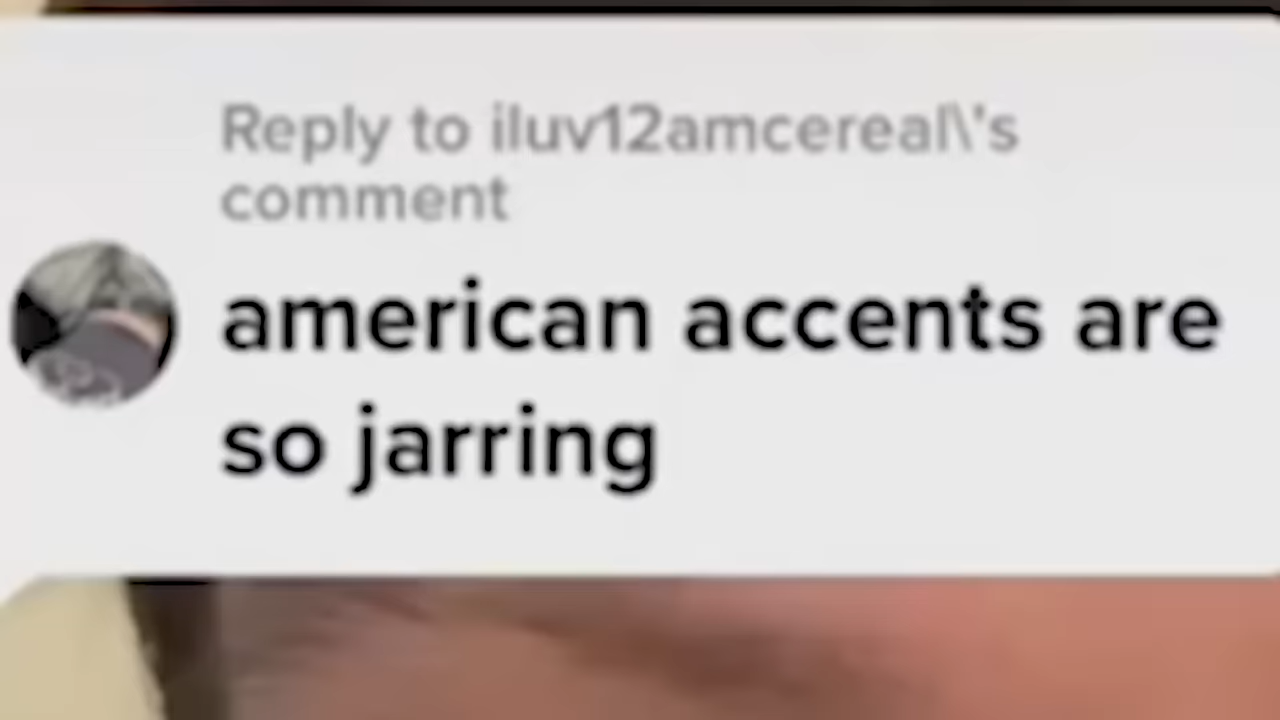 Reply to iluv12amcereal\'s
comment
american accents are
so jarring